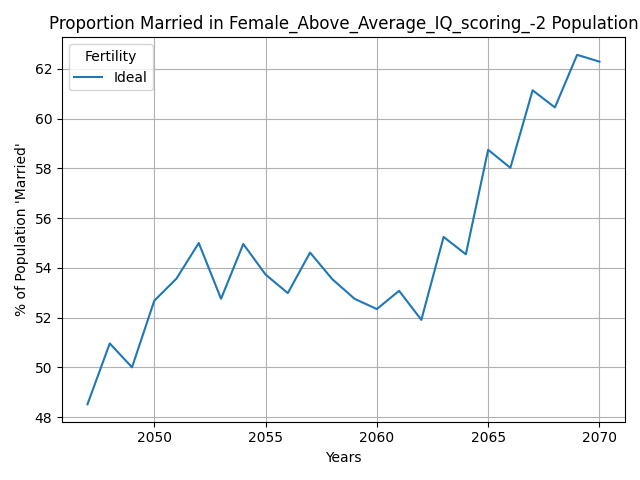 Proportion Married in Female_Above_Average_IQ_scoring_-2 Population
Fertility
Ideal
% of Population 'Married'
62
60
58
56
54
52
50
48
2050
2055
2060
2065
2070
Years